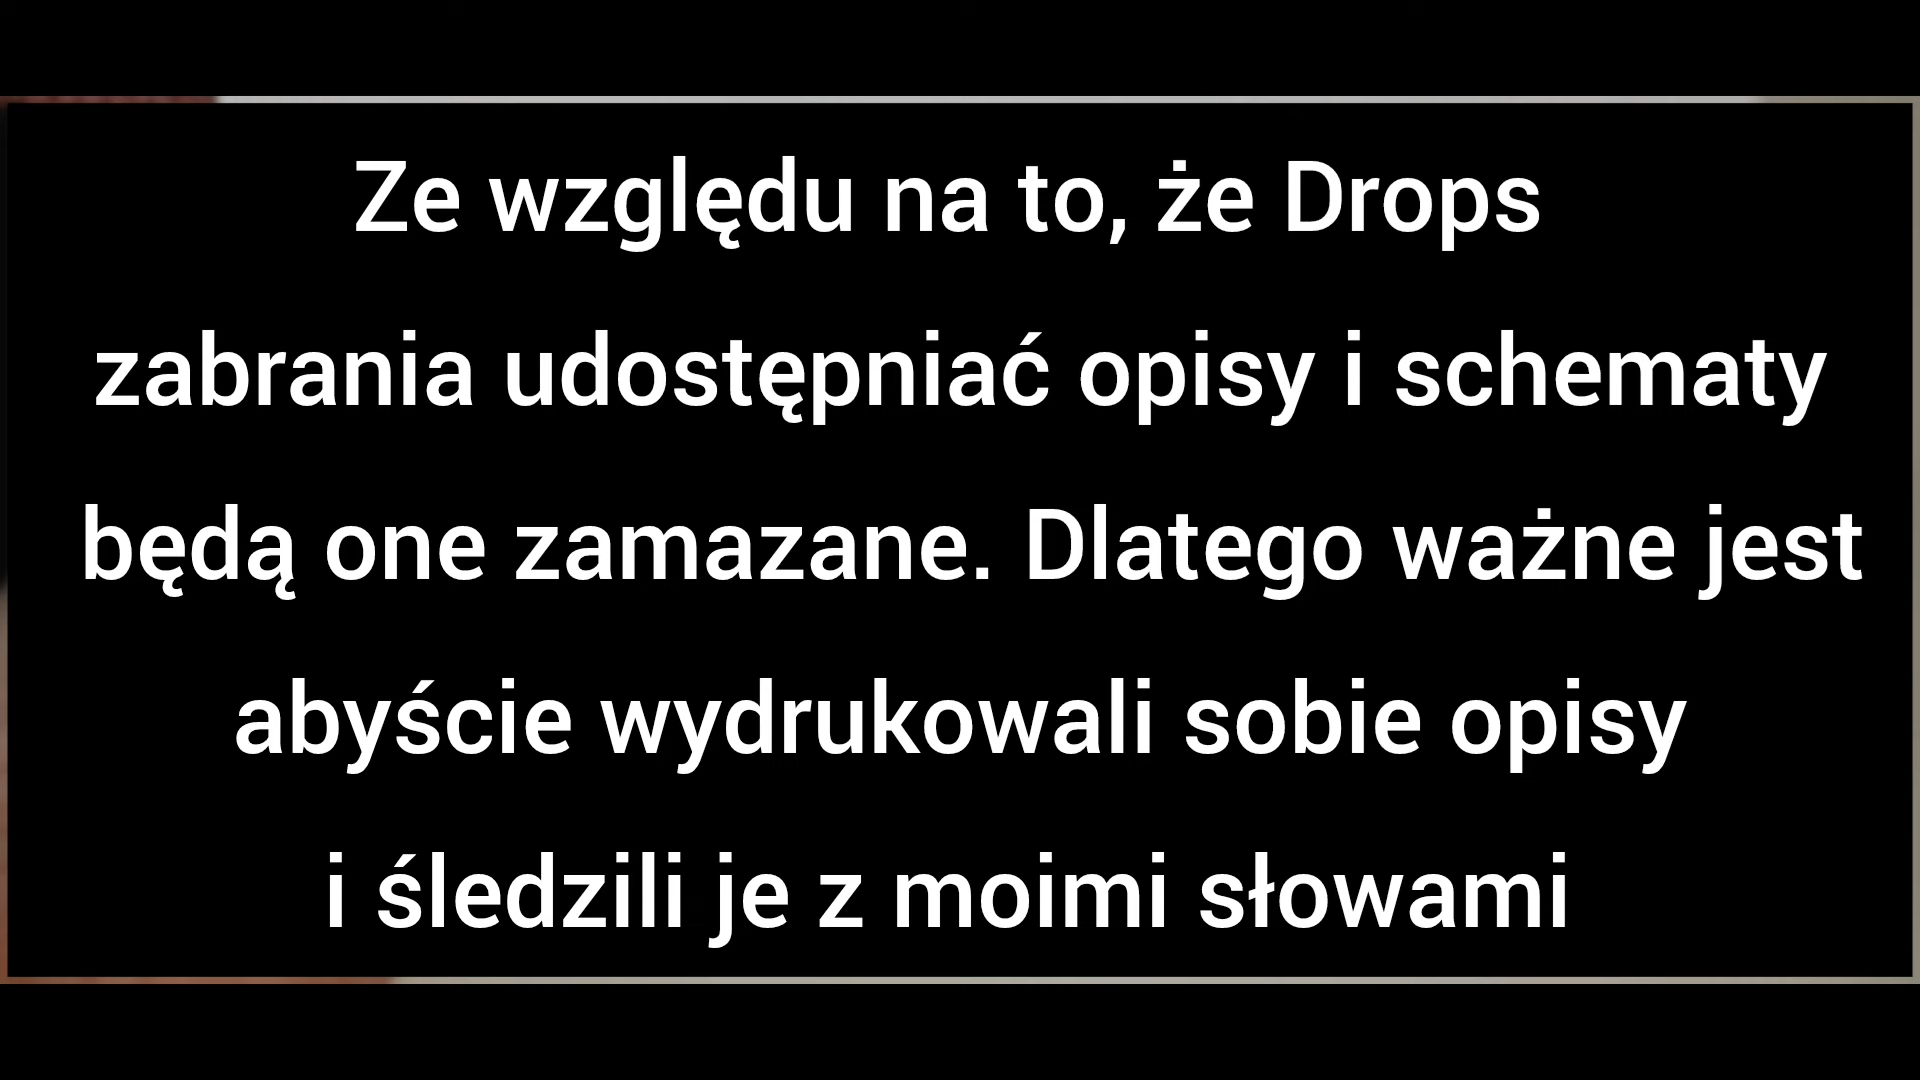 Ze względu na to, że Drops
zabrania udostępniać opisy i schematy
będą one zamazane. Dlatego ważne jest
abyście wydrukowali sobie opisy
i śledzili je z moimi słowami